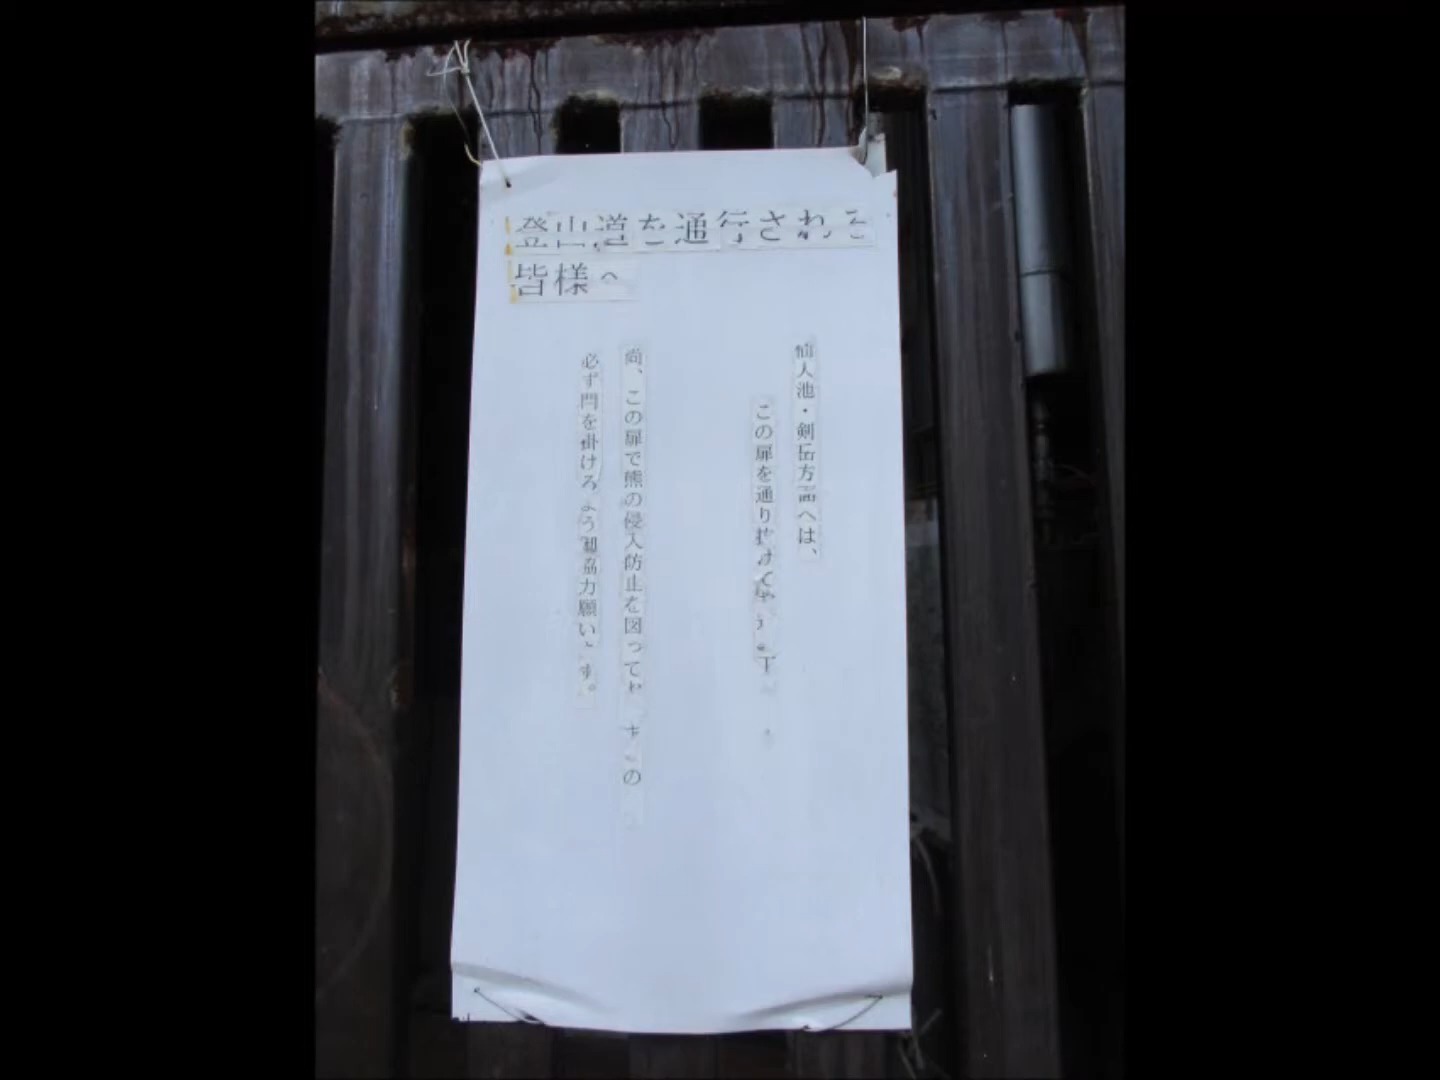 登山道を通行される
皆様へ
仙人池・剣岳方面へは、
この扉を通り抜けて
尚、この扉で熊の侵入防止を図って
必ず閂を掛けるよう御協力願います。